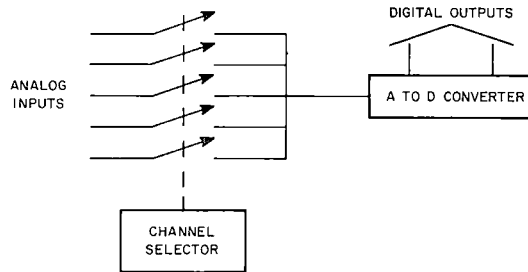 DIGITAL OUTPUTS
ANALOG
INPUTS
A TO D CONVERTER
CHANNEL
SELECTOR